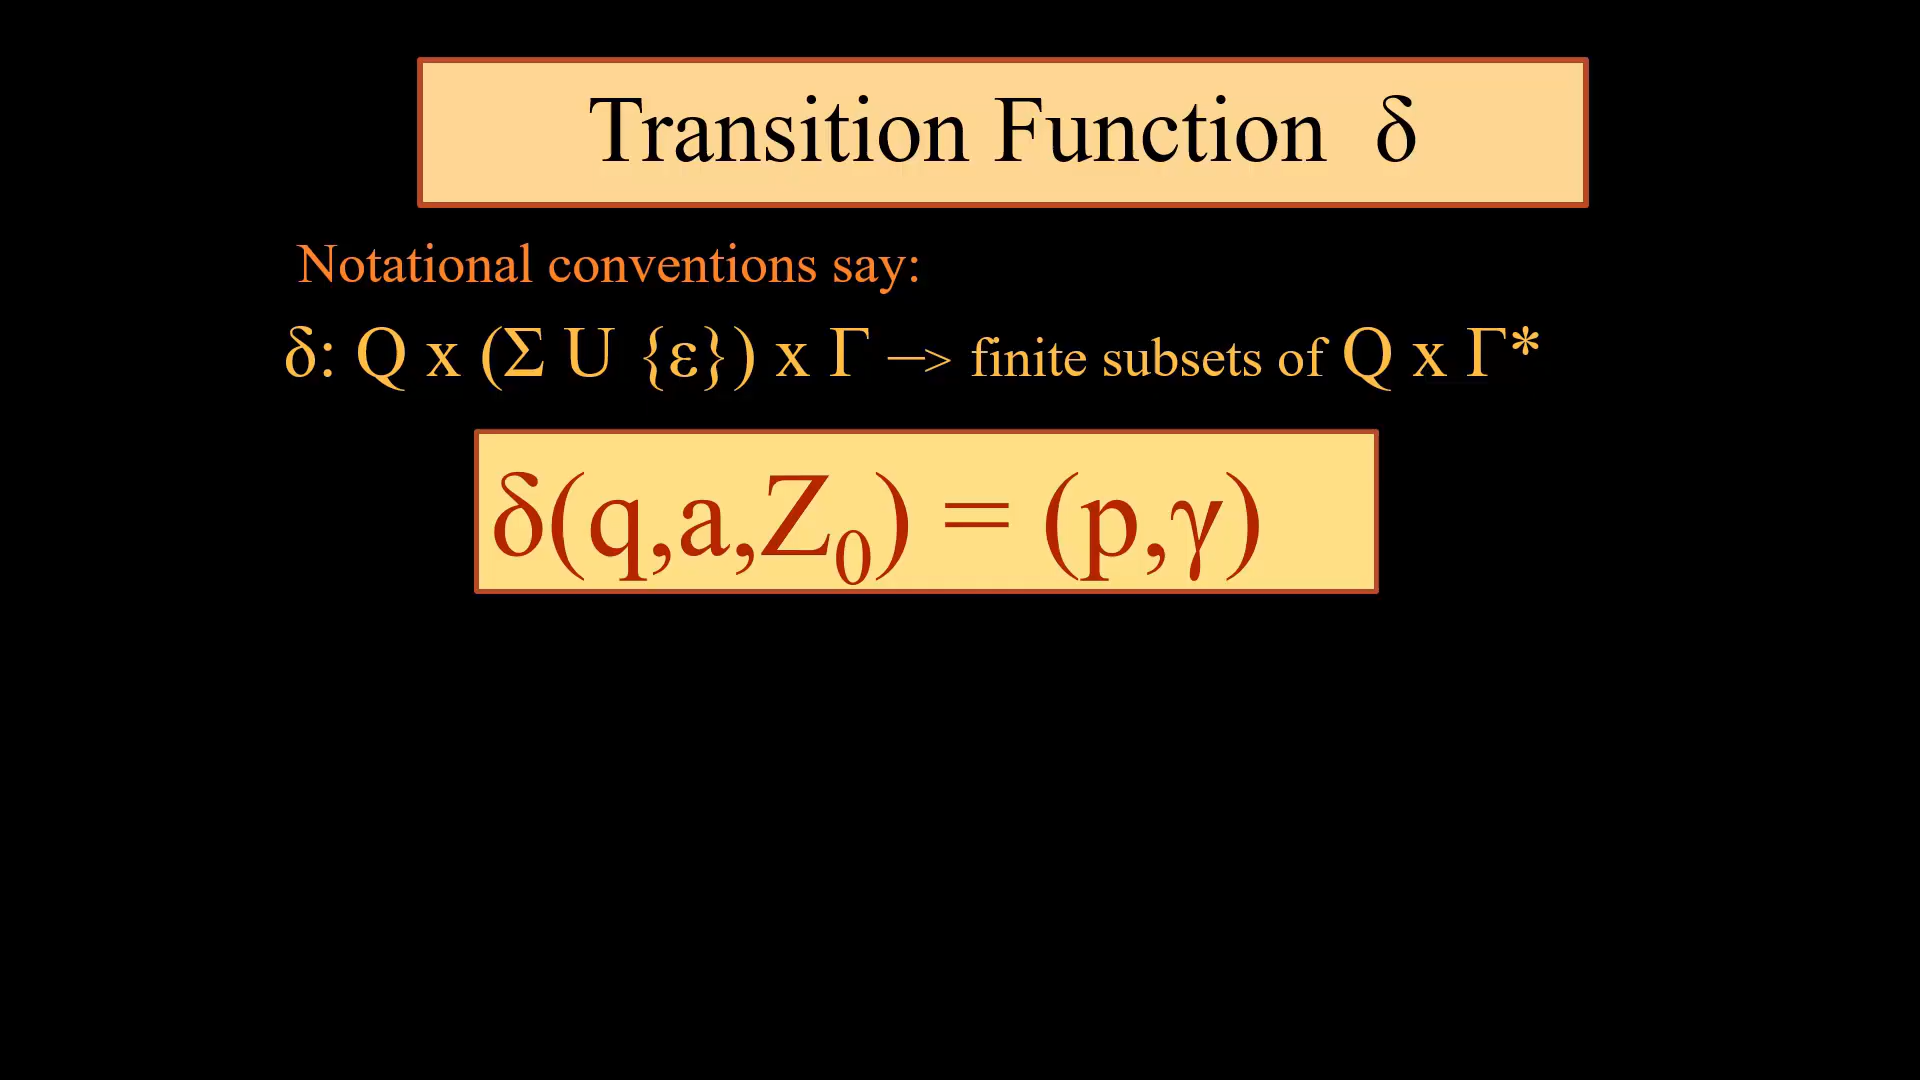 Transition Function δ
Notational conventions say:
δ: Q x (Σ U {ε}) x Γ –> finite subsets of Q x Γ*
δ(q,a,Z₀) = (p,γ)